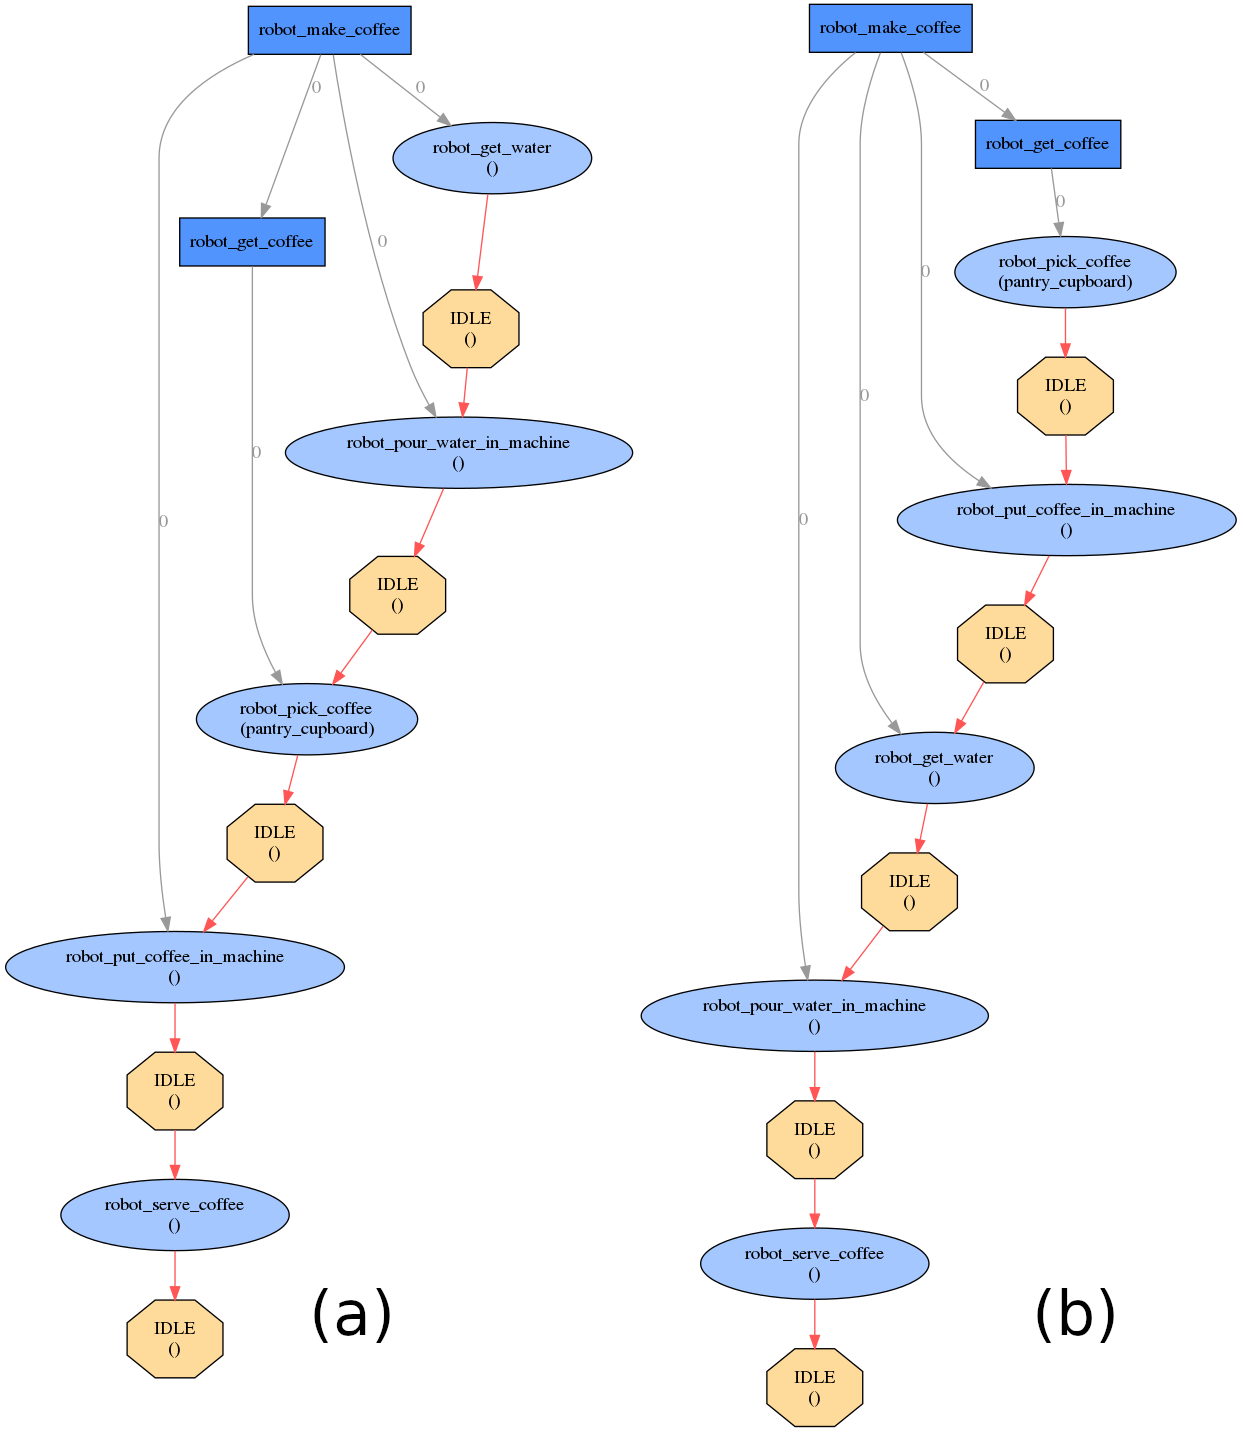 robot_make_coffee
0
0
robot_get_water
()
robot_get_coffee
0
IDLE
()
robot_pour_water_in_machine
()
0
0
IDLE
()
robot_pick_coffee
(pantry_cupboard)
IDLE
()
robot_put_coffee_in_machine
()
IDLE
()
robot_serve_coffee
()
IDLE
()
(a)
robot_make_coffee
0
robot_get_coffee
0
robot_pick_coffee
(pantry_cupboard)
0
IDLE
()
0
robot_put_coffee_in_machine
()
0
IDLE
()
robot_get_water
()
IDLE
()
robot_pour_water_in_machine
()
IDLE
()
robot_serve_coffee
()
IDLE
()
(b)